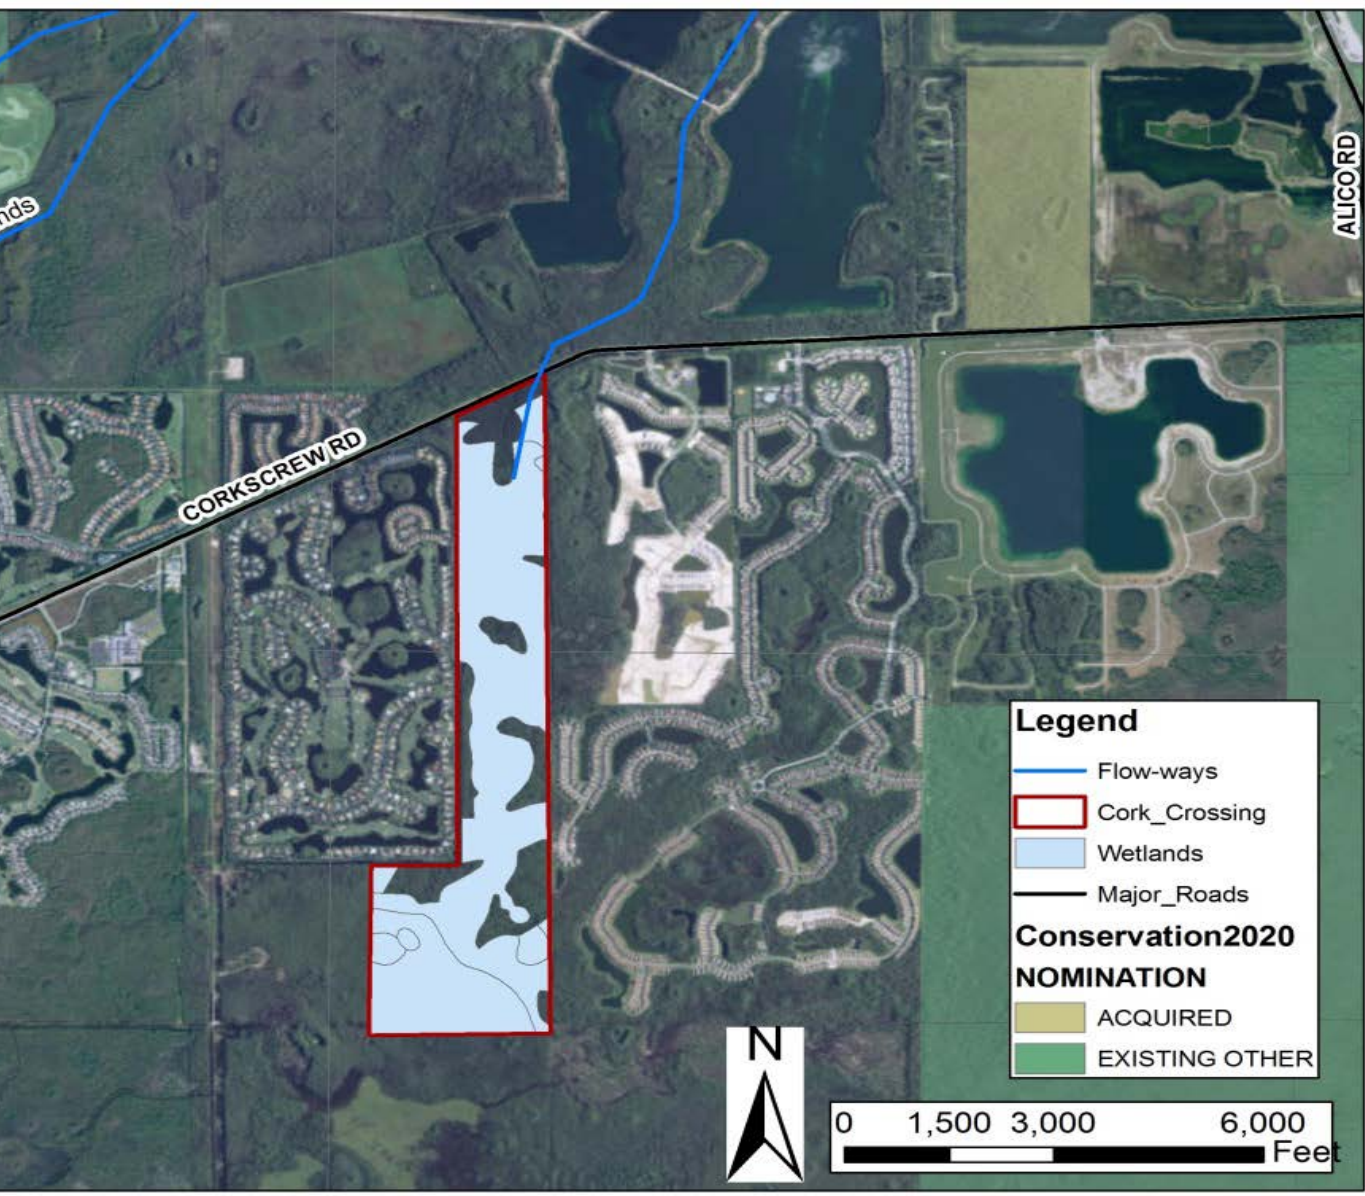 nds
ALICO RD
CORKSCREW RD
Legend
Flow-ways
Cork_Crossing
Wetlands
Major_Roads
Conservation2020
NOMINATION
ACQUIRED
EXISTING OTHER
N
0 1,500 3,000 6,000
Feet